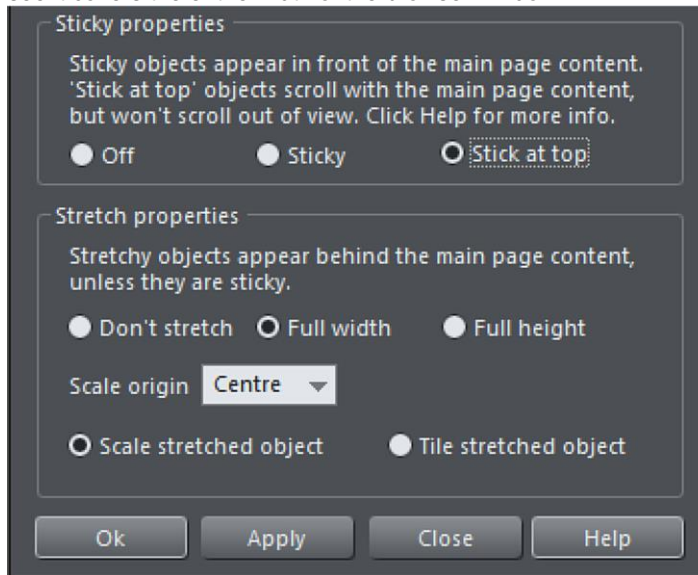 Sticky properties
Sticky objects appear in front of the main page content.
'Stick at top' objects scroll with the main page content,
but won't scroll out of view. Click Help for more info.
Off Sticky Stick at top
Stretch properties
Stretchy objects appear behind the main page content,
unless they are sticky.
Don't stretch Full width Full height
Scale origin Centre
Scale stretched object Tile stretched object
Ok Apply Close Help